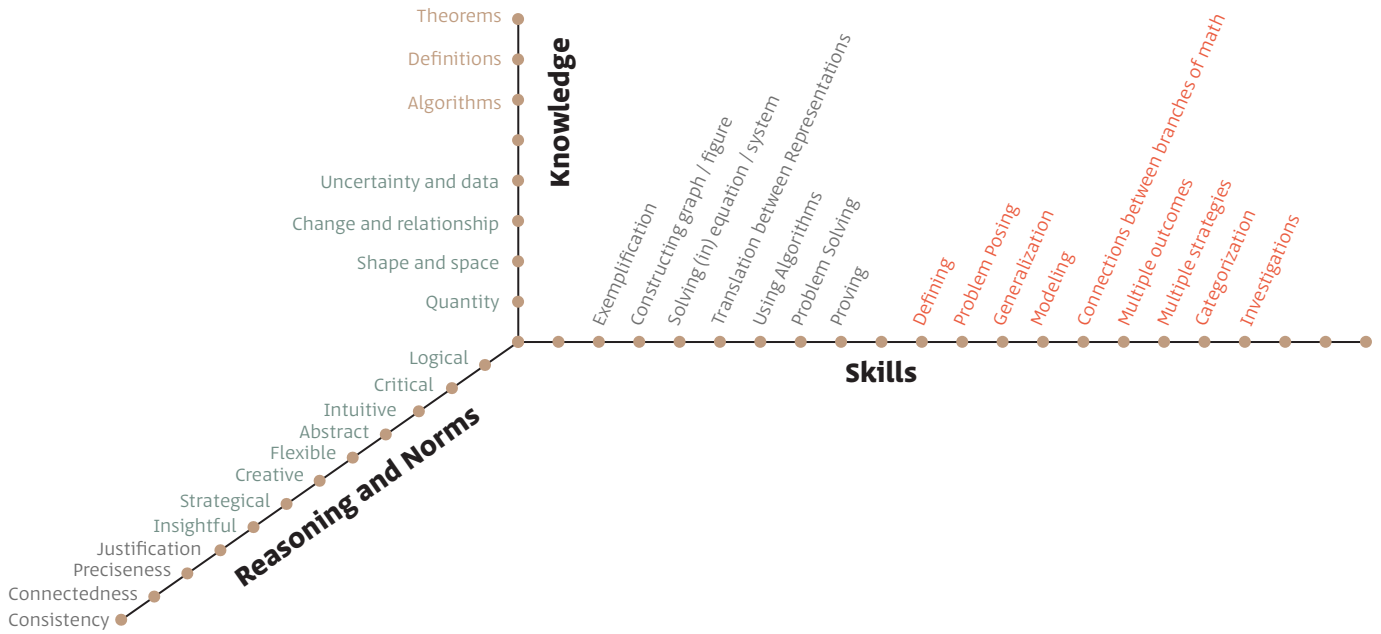 Theorems
Definitions
Algorithms
Uncertainty and data
Change and relationship
Shape and space
Quantity
Knowledge
Exemplification
Constructing graph / figure
Solving (in) equation / system
Translation between Representations
Using Algorithms
Problem Solving
Proving
Defining
Problem Posing
Generalization
Modeling
Connections between branches of math
Multiple outcomes
Multiple strategies
Categorization
Investigations
Skills
Logical
Critical
Intuitive
Abstract
Flexible
Creative
Strategical
Insightful
Justification
Preciseness
Connectedness
Consistency
Reasoning and Norms